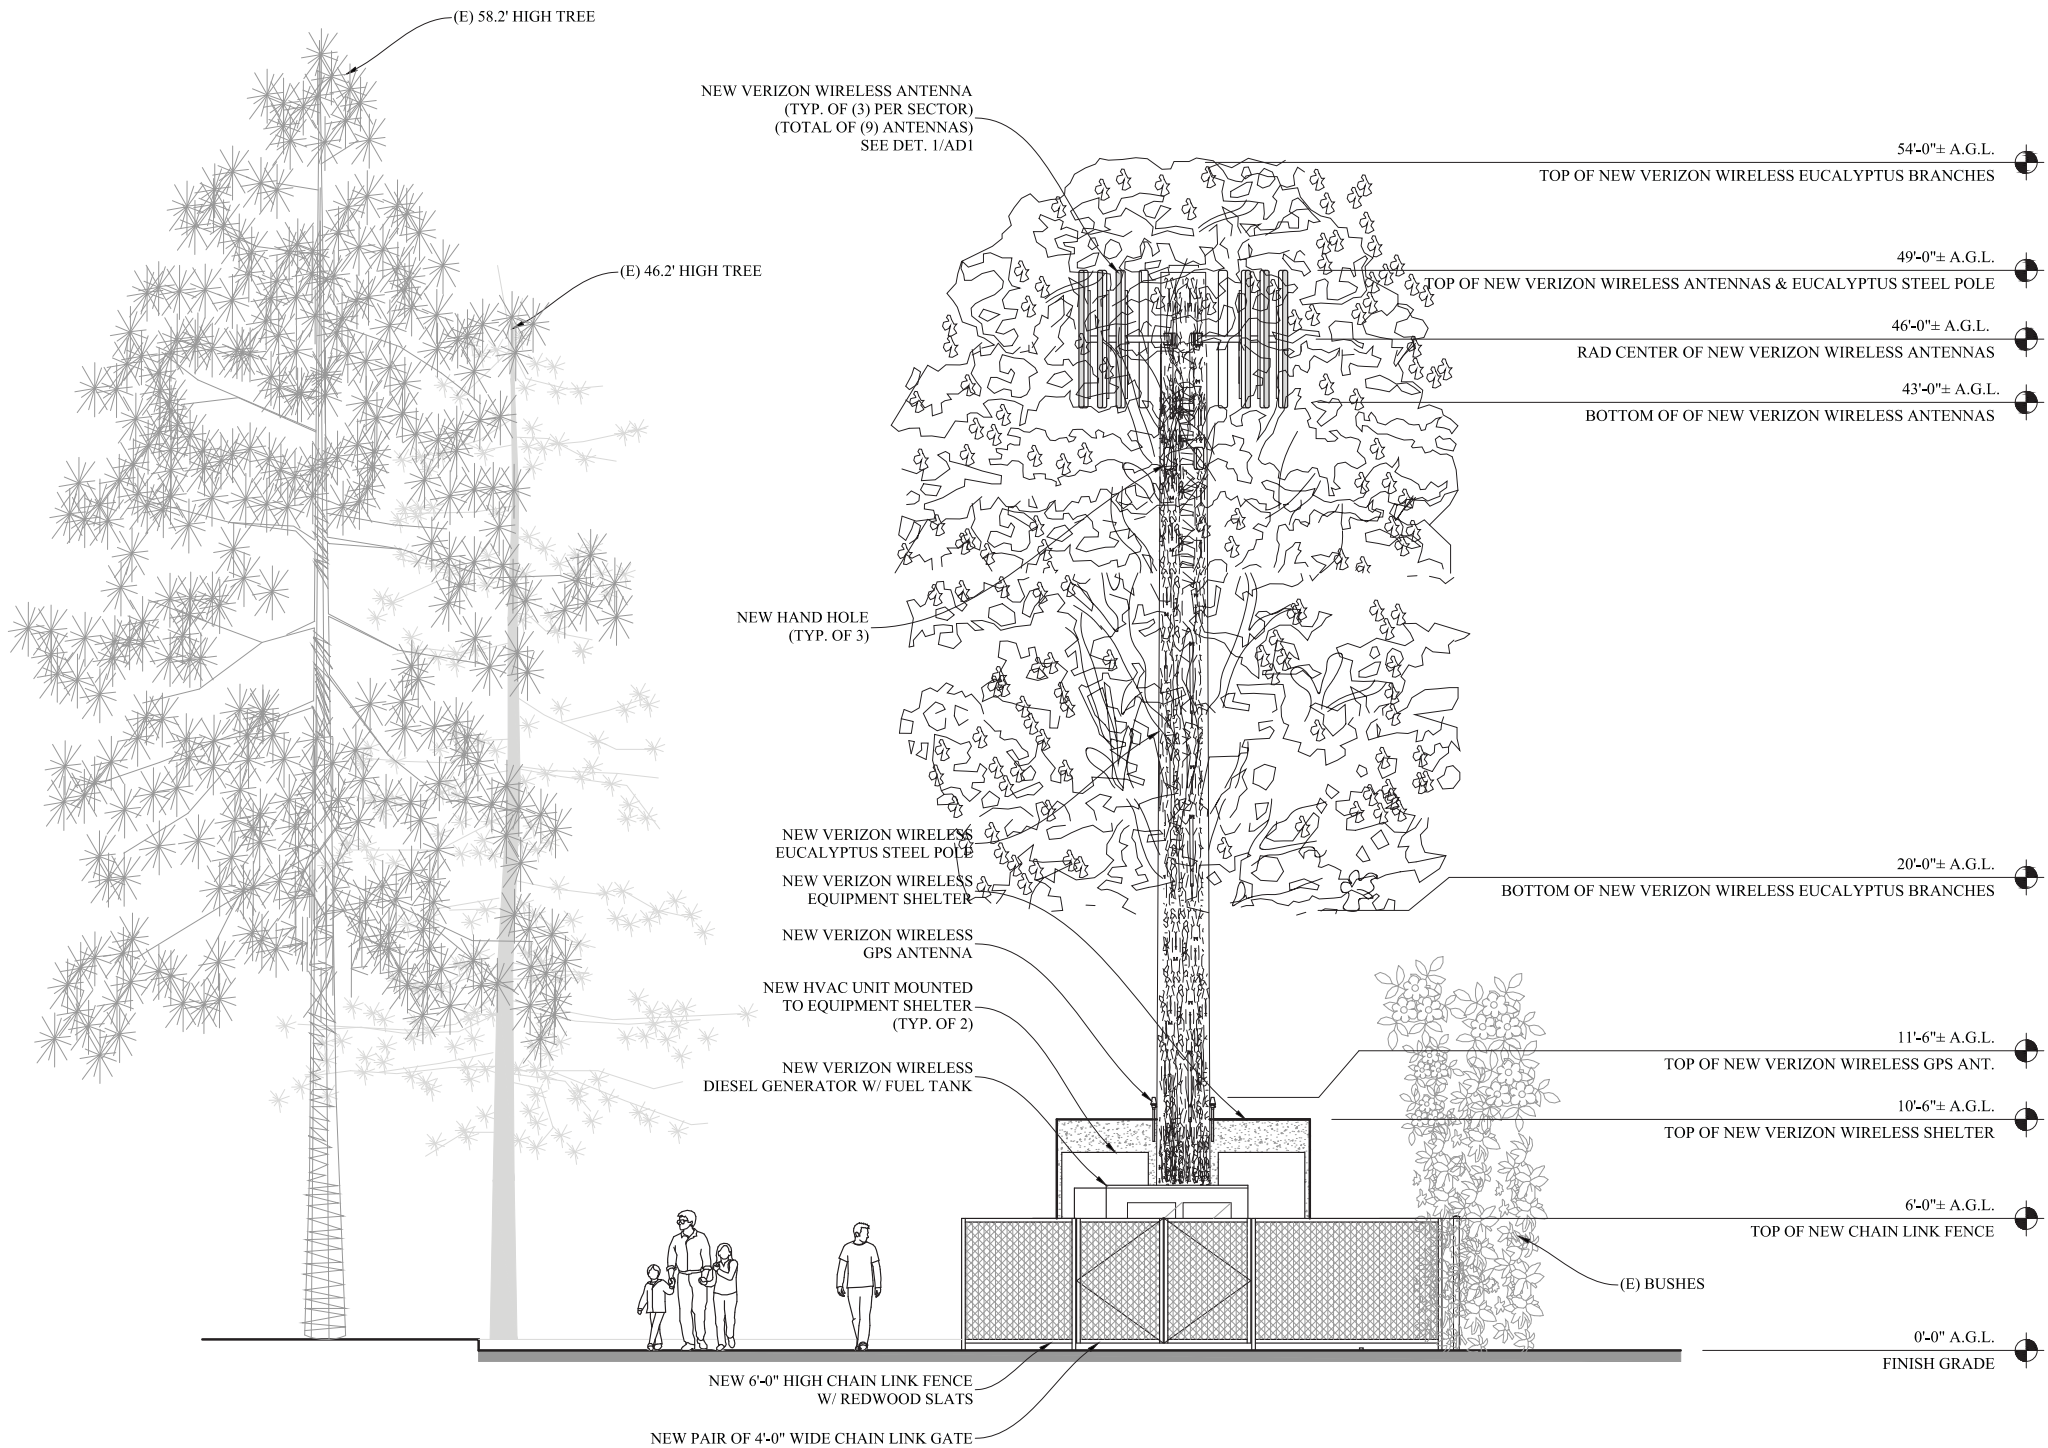 (E) 58.2' HIGH TREE
NEW VERIZON WIRELESS ANTENNA
(TYP. OF (3) PER SECTOR)
(TOTAL OF (9) ANTENNAS)
SEE DET. 1/AD1
54'-0"± A.G.L.
TOP OF NEW VERIZON WIRELESS EUCALYPTUS BRANCHES
(E) 46.2' HIGH TREE
49'-0"± A.G.L.
TOP OF NEW VERIZON WIRELESS ANTENNAS & EUCALYPTUS STEEL POLE
46'-0"± A.G.L.
RAD CENTER OF NEW VERIZON WIRELESS ANTENNAS
43'-0"± A.G.L.
BOTTOM OF OF NEW VERIZON WIRELESS ANTENNAS
NEW HAND HOLE
(TYP. OF 3)
NEW VERIZON WIRELESS
EUCALYPTUS STEEL POLE
NEW VERIZON WIRELESS
EQUIPMENT SHELTER
20'-0"± A.G.L.
BOTTOM OF NEW VERIZON WIRELESS EUCALYPTUS BRANCHES
NEW VERIZON WIRELESS
GPS ANTENNA
NEW HVAC UNIT MOUNTED
TO EQUIPMENT SHELTER
(TYP. OF 2)
NEW VERIZON WIRELESS
DIESEL GENERATOR W/ FUEL TANK
11'-6"± A.G.L.
TOP OF NEW VERIZON WIRELESS GPS ANT.
10'-6"± A.G.L.
TOP OF NEW VERIZON WIRELESS SHELTER
6'-0"± A.G.L.
TOP OF NEW CHAIN LINK FENCE
(E) BUSHES
0'-0" A.G.L.
FINISH GRADE
NEW 6'-0" HIGH CHAIN LINK FENCE
W/ REDWOOD SLATS
NEW PAIR OF 4'-0" WIDE CHAIN LINK GATE